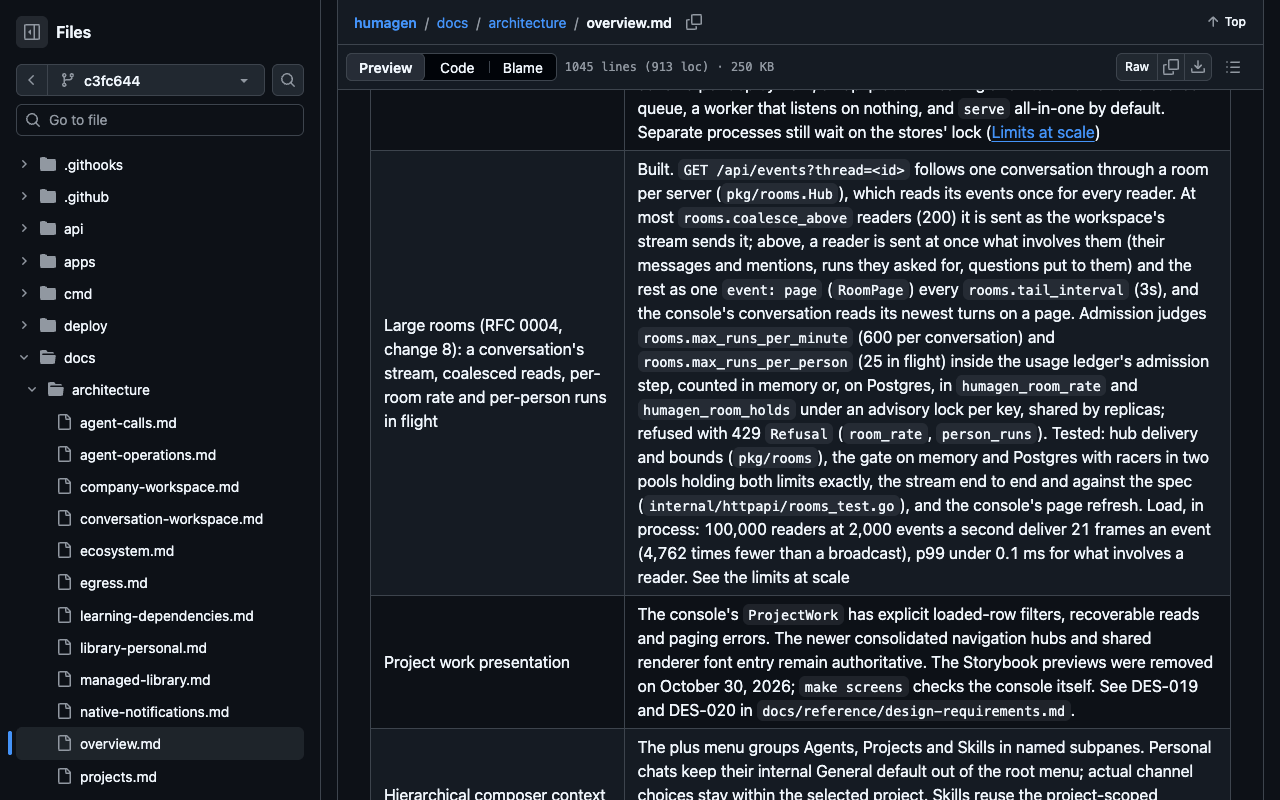 Files
c3fc644
Go to file
.githooks
.github
api
apps
cmd
deploy
docs
architecture
agent-calls.md
agent-operations.md
company-workspace.md
conversation-workspace.md
ecosystem.md
egress.md
learning-dependencies.md
library-personal.md
managed-library.md
native-notifications.md
overview.md
projects.md
humagen / docs / architecture / overview.md
Top
Preview Code Blame 1045 lines (913 loc) · 250 KB Raw
queue, a worker that listens on nothing, and serve all-in-one by default.
Separate processes still wait on the stores' lock (Limits at scale)
Large rooms (RFC 0004,
change 8): a conversation's
stream, coalesced reads, per-
room rate and per-person runs
in flight
Built. GET /api/events?thread=<id> follows one conversation through a room
per server ( pkg/rooms.Hub ), which reads its events once for every reader. At
most rooms.coalesce_above readers (200) it is sent as the workspace's
stream sends it; above, a reader is sent at once what involves them (their
messages and mentions, runs they asked for, questions put to them) and the
rest as one event: page ( RoomPage ) every rooms.tail_interval (3s), and
the console's conversation reads its newest turns on a page. Admission judges
rooms.max_runs_per_minute (600 per conversation) and
rooms.max_runs_per_person (25 in flight) inside the usage ledger's admission
step, counted in memory or, on Postgres, in humagen_room_rate and
humagen_room_holds under an advisory lock per key, shared by replicas;
refused with 429 Refusal ( room_rate , person_runs ). Tested: hub delivery
and bounds ( pkg/rooms ), the gate on memory and Postgres with racers in two
pools holding both limits exactly, the stream end to end and against the spec
( internal/httpapi/rooms_test.go ), and the console's page refresh. Load, in
process: 100,000 readers at 2,000 events a second deliver 21 frames an event
(4,762 times fewer than a broadcast), p99 under 0.1 ms for what involves a
reader. See the limits at scale
Project work presentation
The console's ProjectWork has explicit loaded-row filters, recoverable reads
and paging errors. The newer consolidated navigation hubs and shared
renderer font entry remain authoritative. The Storybook previews were removed
on October 30, 2026; make screens checks the console itself. See DES-019
and DES-020 in docs/reference/design-requirements.md .
Hierarchical composer context
The plus menu groups Agents, Projects and Skills in named subpanes. Personal
chats keep their internal General default out of the root menu; actual channel
choices stay within the selected project. Skills reuse the project-scoped